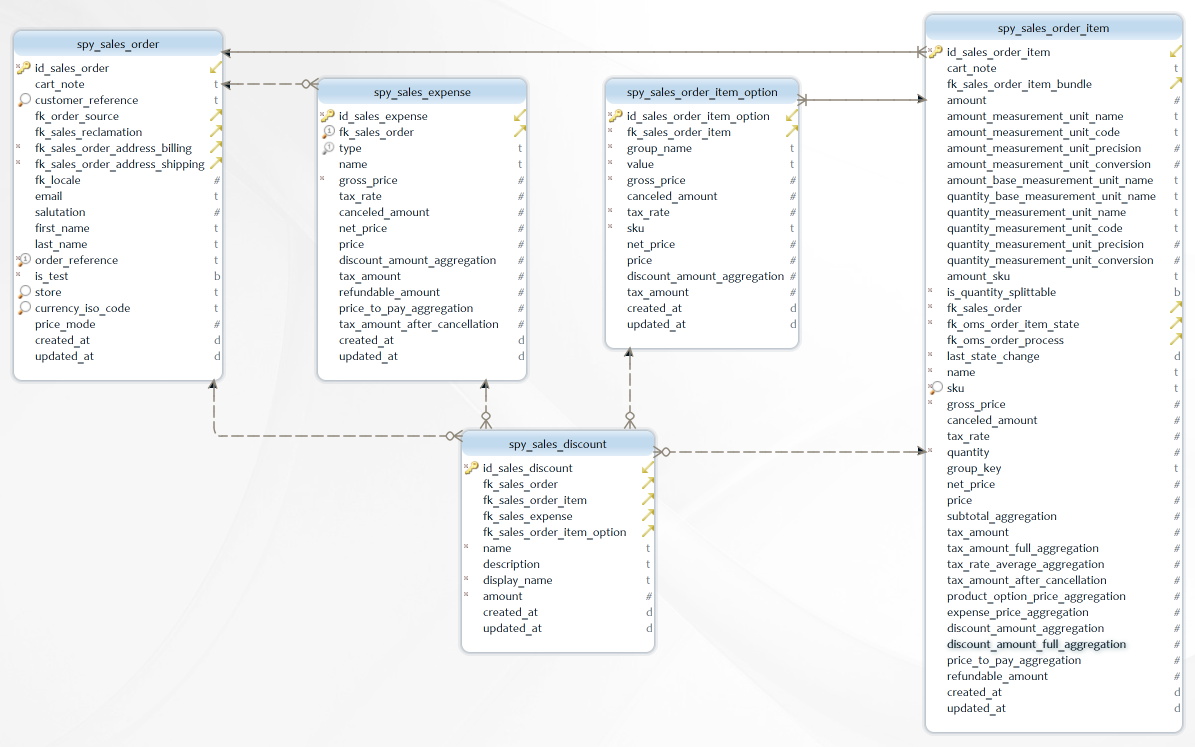 spy_sales_order
id_sales_order
cart_note t
customer_reference t
fk_order_source
fk_sales_reclamation
fk_sales_order_address_billing
fk_sales_order_address_shipping
fk_locale #
email t
salutation #
first_name t
last_name t
order_reference t
is_test b
store t
currency_iso_code t
price_mode #
created_at d
updated_at d
spy_sales_expense
id_sales_expense
fk_sales_order
type t
name t
gross_price #
tax_rate #
canceled_amount #
net_price #
price #
discount_amount_aggregation #
tax_amount #
refundable_amount #
price_to_pay_aggregation #
tax_amount_after_cancellation #
created_at d
updated_at d
spy_sales_order_item_option
id_sales_order_item_option
fk_sales_order_item
group_name t
value t
gross_price #
canceled_amount #
tax_rate #
sku t
net_price #
price #
discount_amount_aggregation #
tax_amount #
created_at d
updated_at d
spy_sales_discount
id_sales_discount
fk_sales_order
fk_sales_order_item
fk_sales_expense
fk_sales_order_item_option
name t
description t
display_name t
amount #
created_at d
updated_at d
spy_sales_order_item
id_sales_order_item
cart_note t
fk_sales_order_item_bundle
amount #
amount_measurement_unit_name t
amount_measurement_unit_code t
amount_measurement_unit_precision #
amount_measurement_unit_conversion #
amount_base_measurement_unit_name t
quantity_base_measurement_unit_name t
quantity_measurement_unit_name t
quantity_measurement_unit_code t
quantity_measurement_unit_precision #
quantity_measurement_unit_conversion #
amount_sku t
is_quantity_splittable b
fk_sales_order
fk_oms_order_item_state
fk_oms_order_process
last_state_change d
name t
sku t
gross_price #
canceled_amount #
tax_rate #
quantity #
group_key t
net_price #
price #
subtotal_aggregation #
tax_amount #
tax_amount_full_aggregation #
tax_rate_average_aggregation #
tax_amount_after_cancellation #
product_option_price_aggregation #
expense_price_aggregation #
discount_amount_aggregation #
discount_amount_full_aggregation #
price_to_pay_aggregation #
refundable_amount #
created_at d
updated_at d